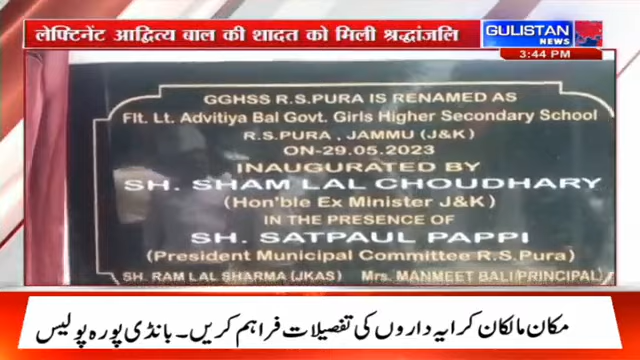 लेफ्टिनेंट आद्वित्य बाल की शादत को मिली श्रद्धांजलि
GULISTAN
NEWS
3:44 PM
GGHSS R.S.PURA IS RENAMED AS
Flt. Lt. Advitiya Bal Govt. Girls Higher Secondary School
R.S.PURA, JAMMU (J&K)
ON-29.05.2023
INAUGURATED BY
SH. SHAM LAL CHOUDHARY
(Hon'ble Ex Minister J&K)
IN THE PRESENCE OF
SH. SATPAUL PAPPI
(President Municipal Committee R.S.Pura)
SH. RAM LAL SHARMA (JKAS) Mrs. MANMEET BALI (PRINCIPAL)
مکان مالکان کرایہ داروں کی تفصیلات فراہم کریں۔ بانڈی پورہ پولیس